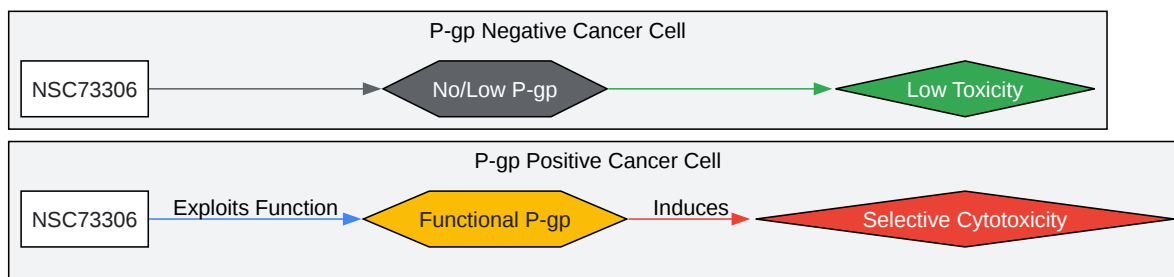 P-gp Negative Cancer Cell
NSC73306
No/Low P-gp
Low Toxicity
P-gp Positive Cancer Cell
NSC73306
Exploits Function
Functional P-gp
Induces
Selective Cytotoxicity